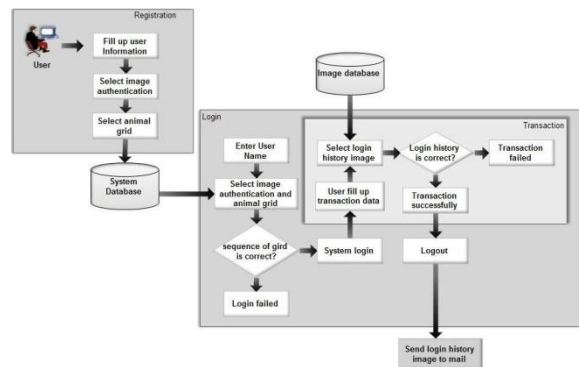 Registration
User
Fill up user
Information
Select image
authentication
Select animal
grid
System
Database
Image database
Login
Enter User
Name
Select image
authentication and
animal grid
sequence of gird
is correct?
Login failed
System login
Transaction
Select login
history image
User fill up
transaction data
Login history
is correct?
Transaction
failed
Transaction
successfully
Logout
Send login history
image to mail